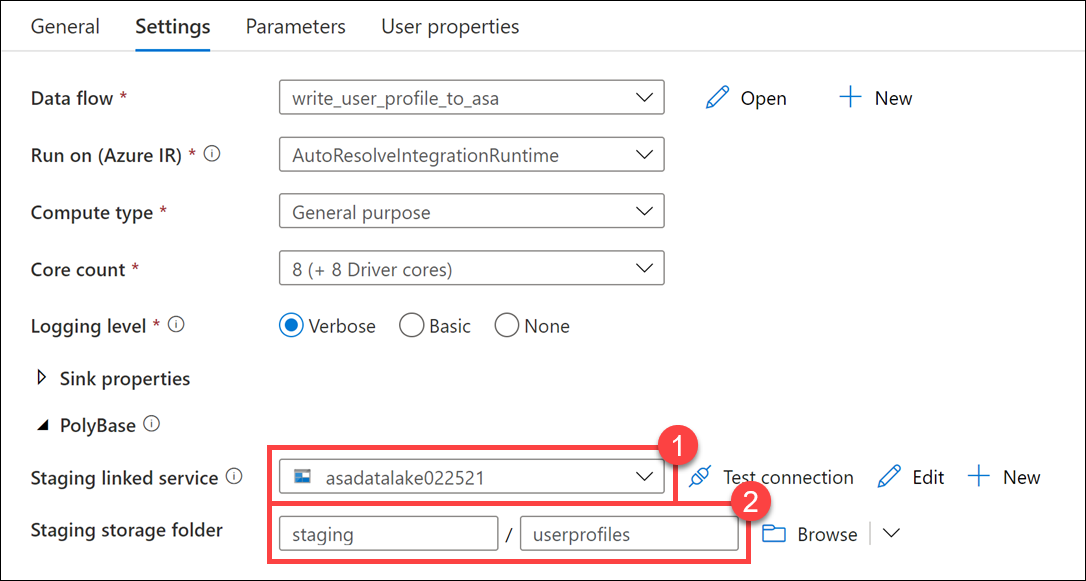 General Settings Parameters User properties
Data flow * write_user_profile_to_asa Open New
Run on (Azure IR) * AutoResolveIntegrationRuntime
Compute type * General purpose
Core count * 8 (+ 8 Driver cores)
Logging level * Verbose Basic None
Sink properties
PolyBase
1
Staging linked service asadatalake022521 Test connection Edit New
2
Staging storage folder staging / userprofiles Browse